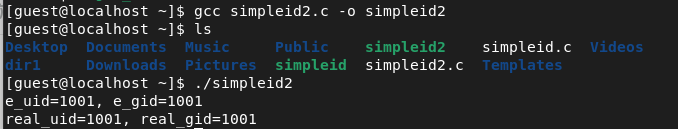 [guest@localhost ~]$ gcc simpleid2.c -o simpleid2
[guest@localhost ~]$ ls
Desktop  Documents  Music     Public    simpleid2    simpleid.c  Videos
dir1     Downloads  Pictures  simpleid  simpleid2.c  Templates
[guest@localhost ~]$ ./simpleid2
e_uid=1001, e_gid=1001
real_uid=1001, real_gid=1001